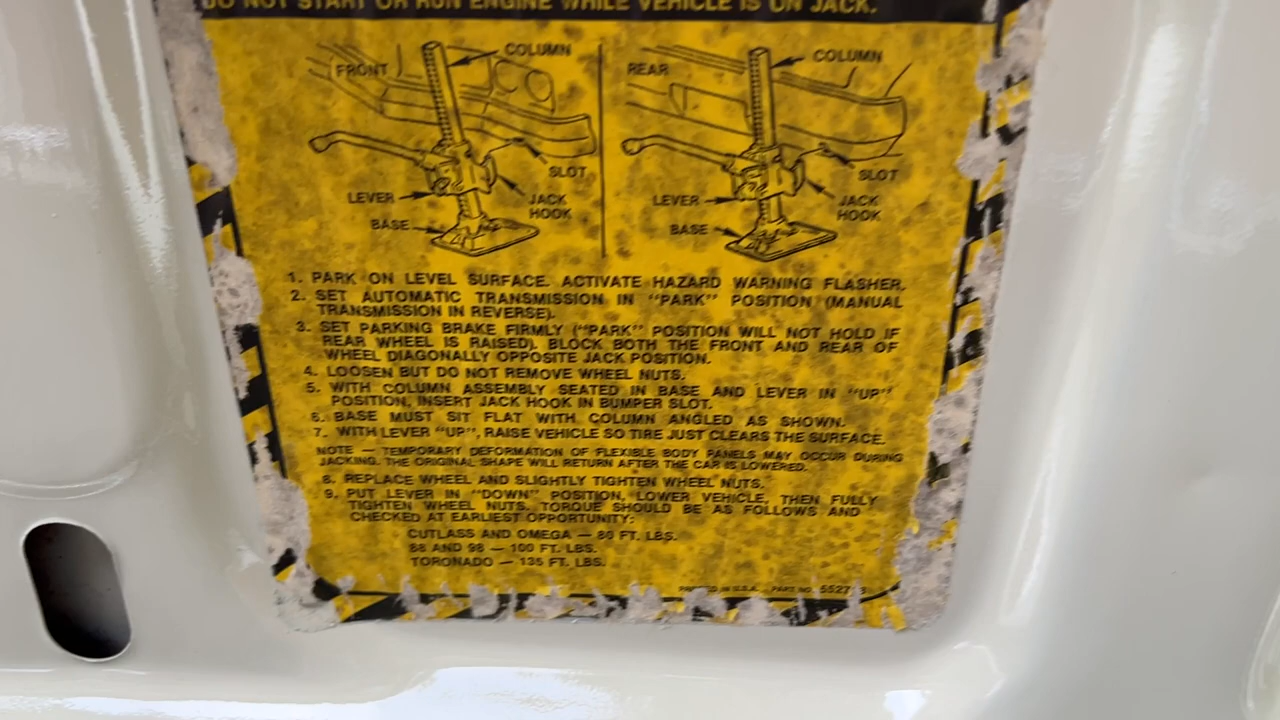 DO NOT START OR RUN ENGINE WHILE VEHICLE IS ON JACK.
FRONT
COLUMN
SLOT
LEVER
JACK HOOK
BASE
REAR
COLUMN
SLOT
LEVER
JACK HOOK
BASE
1. PARK ON LEVEL SURFACE. ACTIVATE HAZARD WARNING FLASHER.
2. SET AUTOMATIC TRANSMISSION IN "PARK" POSITION (MANUAL
TRANSMISSION IN REVERSE).
3. SET PARKING BRAKE FIRMLY ("PARK" POSITION WILL NOT HOLD IF
REAR WHEEL IS RAISED). BLOCK BOTH THE FRONT AND REAR OF
WHEEL DIAGONALLY OPPOSITE JACK POSITION.
4. LOOSEN BUT DO NOT REMOVE WHEEL NUTS.
5. WITH COLUMN ASSEMBLY SEATED IN BASE AND LEVER IN "UP"
POSITION, INSERT JACK HOOK IN BUMPER SLOT.
6. BASE MUST SIT FLAT WITH COLUMN ANGLED AS SHOWN.
7. WITH LEVER "UP", RAISE VEHICLE SO TIRE JUST CLEARS THE SURFACE.
NOTE — TEMPORARY DEFORMATION OF FLEXIBLE BODY PANELS MAY OCCUR DURING
JACKING. THE ORIGINAL SHAPE WILL RETURN AFTER THE CAR IS LOWERED.
8. REPLACE WHEEL AND SLIGHTLY TIGHTEN WHEEL NUTS.
9. PUT LEVER IN "DOWN" POSITION, LOWER VEHICLE, THEN FULLY
TIGHTEN WHEEL NUTS. TORQUE SHOULD BE AS FOLLOWS AND
CHECKED AT EARLIEST OPPORTUNITY:
CUTLASS AND OMEGA — 80 FT. LBS.
88 AND 98 — 100 FT. LBS.
TORONADO — 135 FT. LBS.
IN U.S.A. PART NO.